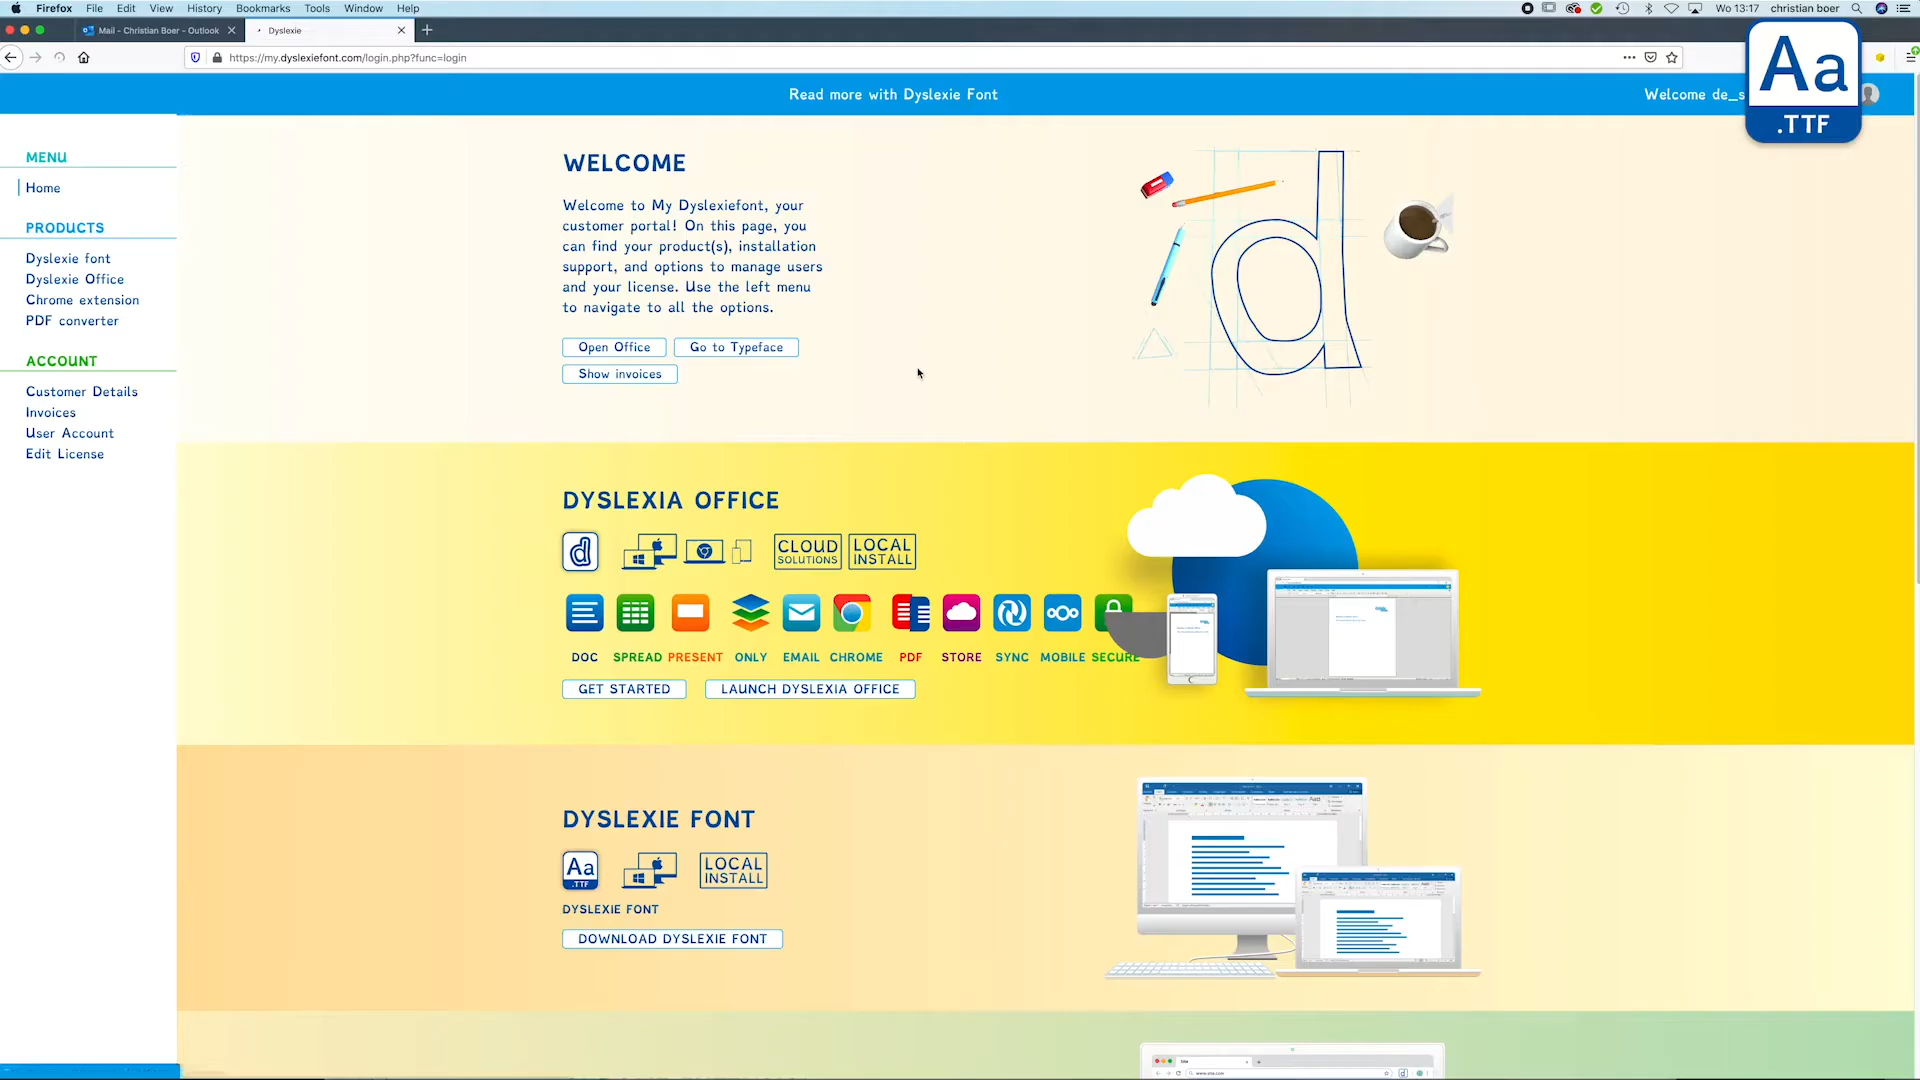 Firefox File Edit View History Bookmarks Tools Window Help
Wo 13:17 christian boer
Mail - Christian Boer - Outlook
Dyslexie
https://my.dyslexiefont.com/login.php?func=login
Read more with Dyslexie Font
Welcome de_s
Aa
.TTF
MENU
Home
PRODUCTS
Dyslexie font
Dyslexie Office
Chrome extension
PDF converter
ACCOUNT
Customer Details
Invoices
User Account
Edit License
WELCOME
Welcome to My Dyslexiefont, your
customer portal! On this page, you
can find your product(s), installation
support, and options to manage users
and your license. Use the left menu
to navigate to all the options.
Open Office
Go to Typeface
Show invoices
d
DYSLEXIA OFFICE
d
CLOUD
SOLUTIONS
LOCAL
INSTALL
DOC SPREAD PRESENT ONLY EMAIL CHROME PDF STORE SYNC MOBILE SECURE
GET STARTED
LAUNCH DYSLEXIA OFFICE
DYSLEXIE FONT
Aa
.TTF
LOCAL
INSTALL
DYSLEXIE FONT
DOWNLOAD DYSLEXIE FONT